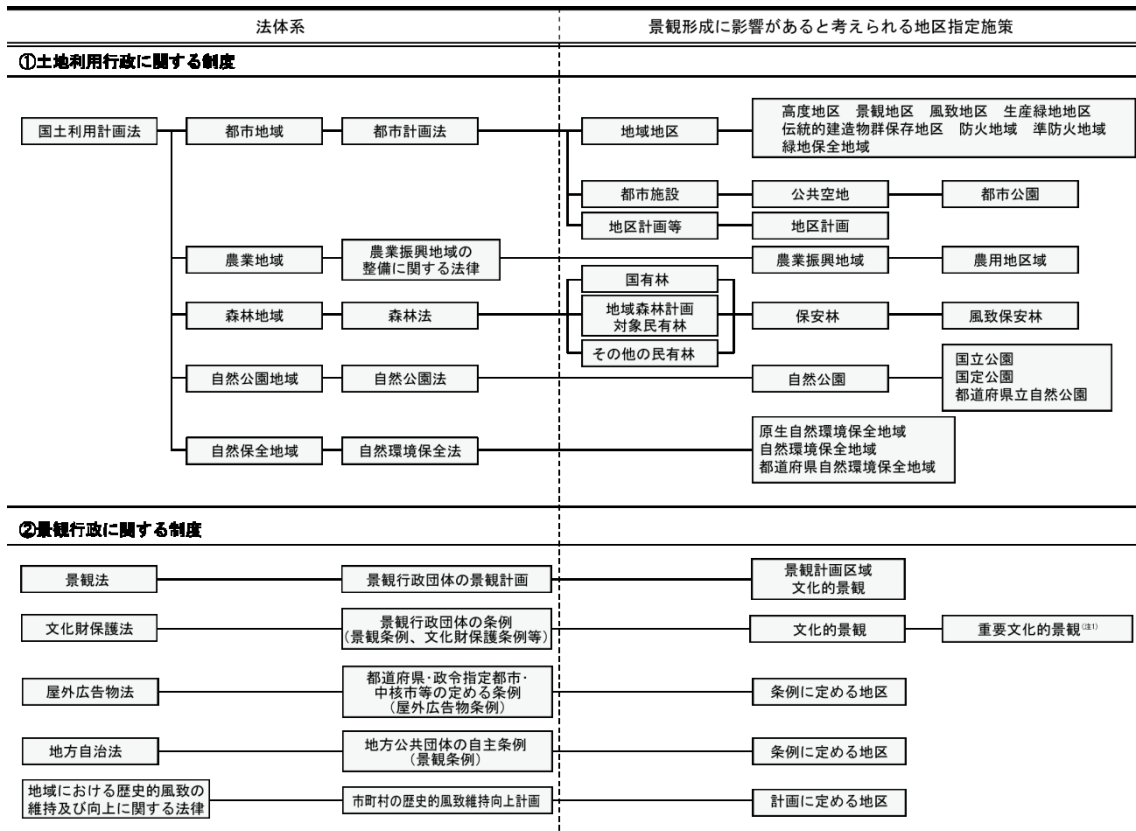 法体系
景観形成に影響があると考えられる地区指定施策
①土地利用行政に関する制度
国土利用計画法
都市地域
都市計画法
地域地区
高度地区　景観地区　風致地区　生産緑地地区
伝統的建造物群保存地区　防火地域　準防火地域
緑地保全地域
都市施設
公共空地
都市公園
地区計画等
地区計画
農業地域
農業振興地域の
整備に関する法律
農業振興地域
農用地区域
森林地域
森林法
国有林
地域森林計画
対象民有林
その他の民有林
保安林
風致保安林
自然公園地域
自然公園法
自然公園
国立公園
国定公園
都道府県立自然公園
自然保全地域
自然環境保全法
原生自然環境保全地域
自然環境保全地域
都道府県自然環境保全地域
②景観行政に関する制度
景観法
景観行政団体の景観計画
景観計画区域
文化的景観
文化財保護法
景観行政団体の条例
(景観条例、文化財保護条例等)
文化的景観
重要文化的景観(注1)
屋外広告物法
都道府県・政令指定都市・
中核市等の定める条例
(屋外広告物条例)
条例に定める地区
地方自治法
地方公共団体の自主条例
(景観条例)
条例に定める地区
地域における歴史的風致の
維持及び向上に関する法律
市町村の歴史的風致維持向上計画
計画に定める地区